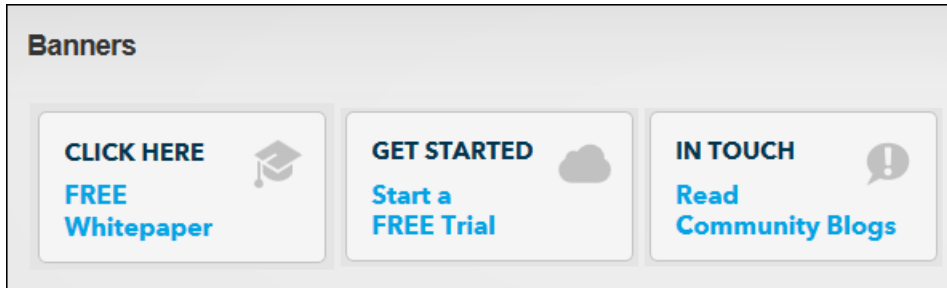 Banners
CLICK HERE
FREE
Whitepaper
GET STARTED
Start a
FREE Trial
IN TOUCH
Read
Community Blogs